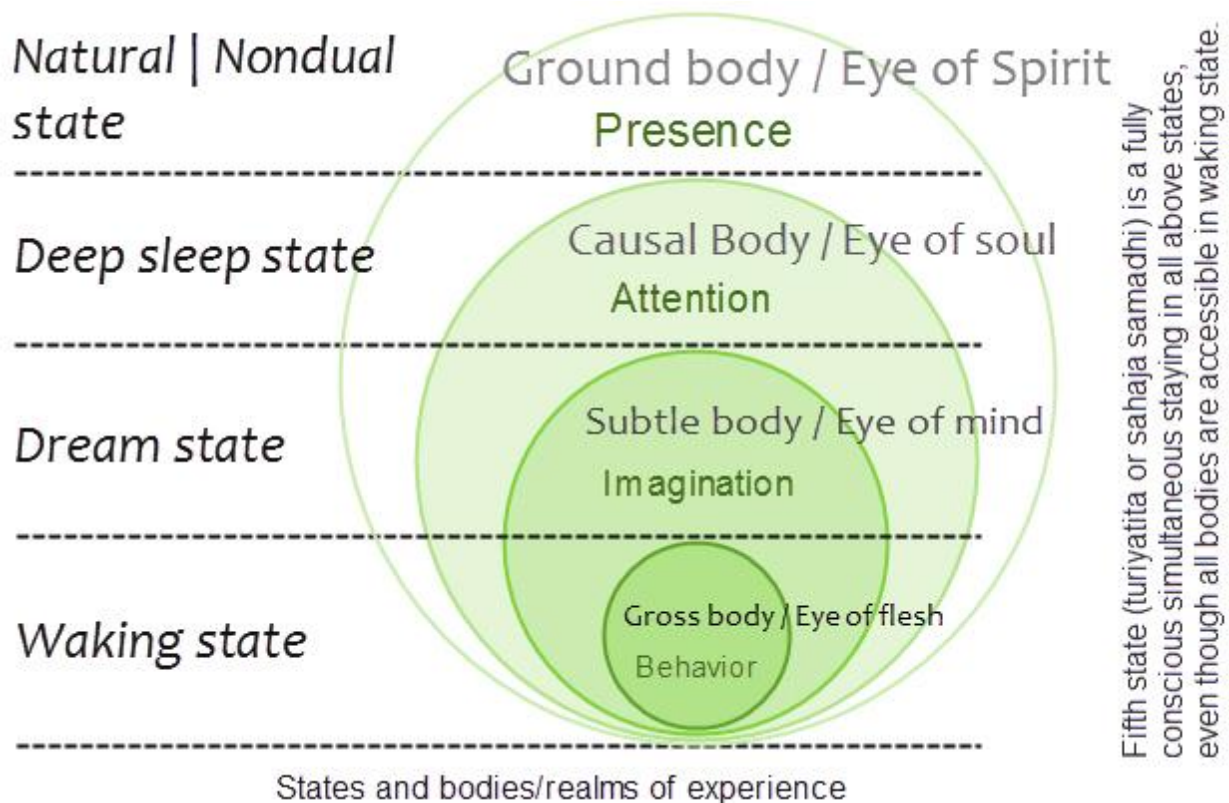 Natural | Nondual
state
Ground body / Eye of Spirit
Presence
Deep sleep state
Causal Body / Eye of soul
Attention
Dream state
Subtle body / Eye of mind
Imagination
Waking state
Gross body / Eye of flesh
Behavior
States and bodies/realms of experience
Fifth state (turiyatita or sahaja samadhi) is a fully
conscious simultaneous staying in all above states,
even though all bodies are accessible in waking state.